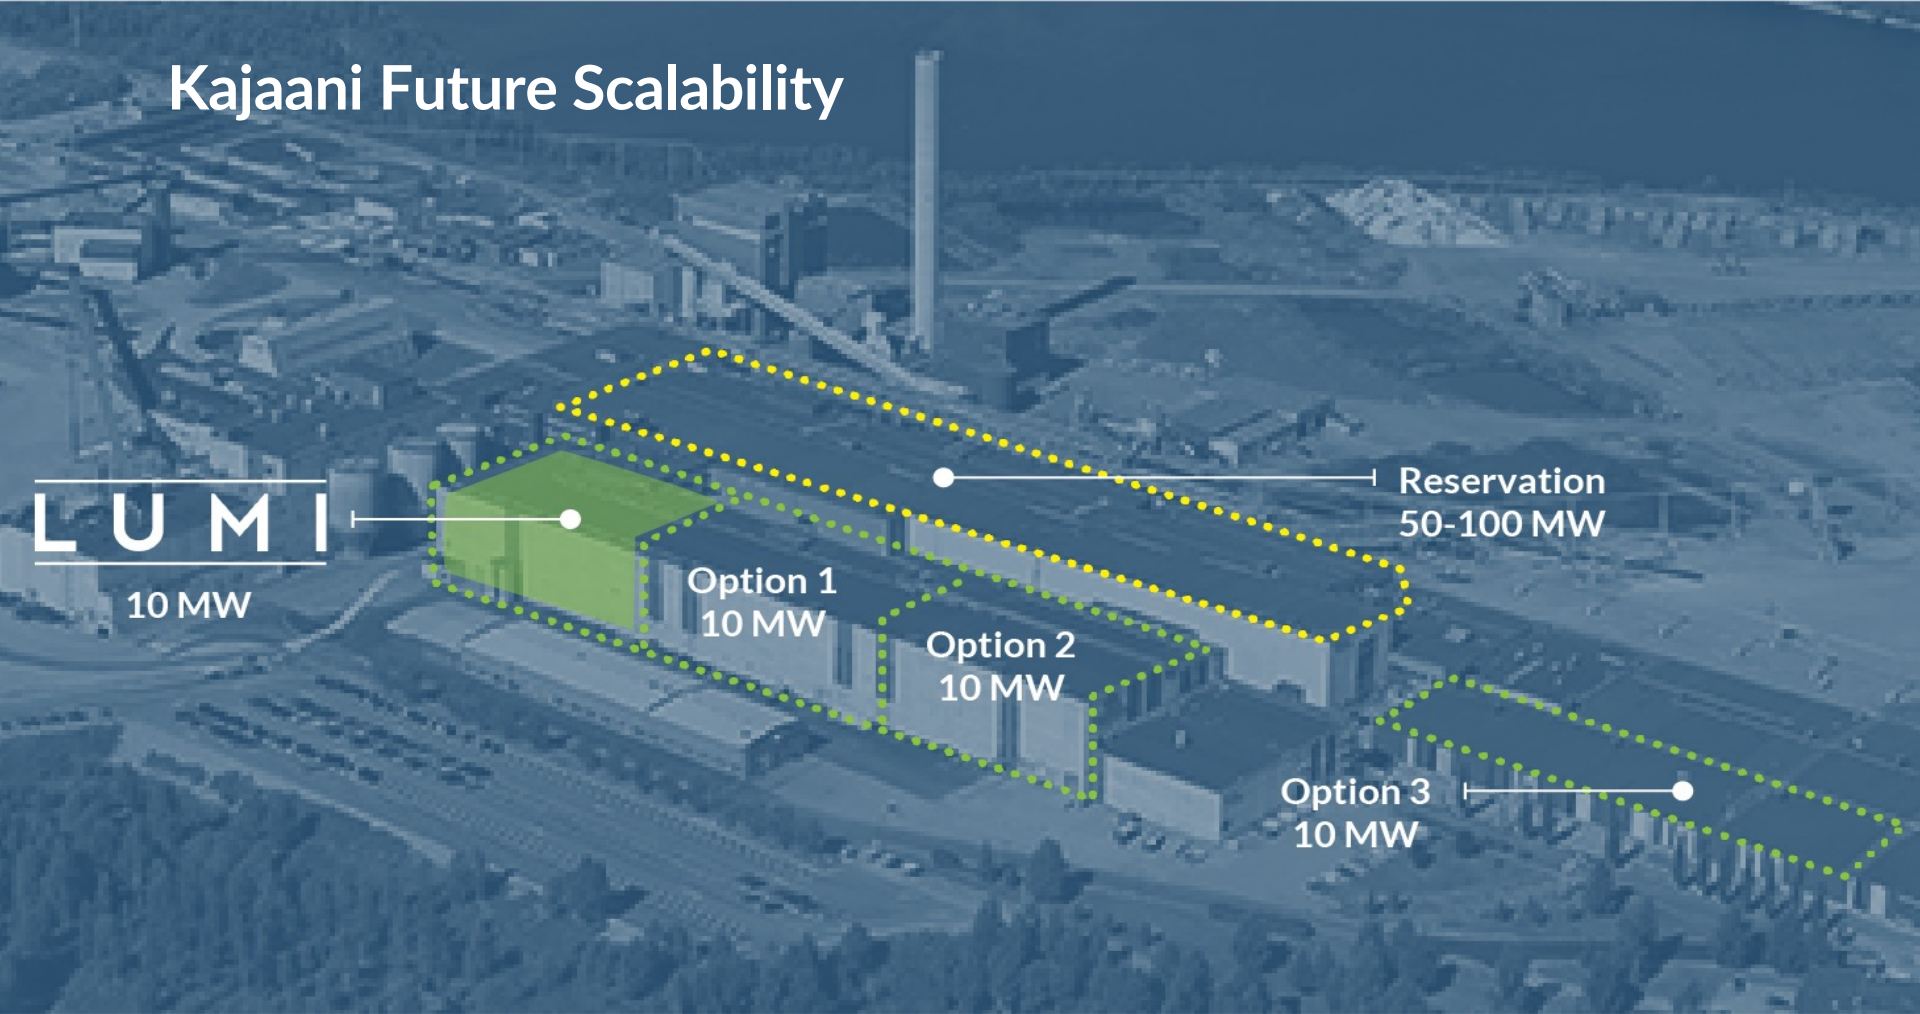 Kajaani Future Scalability
LUMI
10 MW
Option 1
10 MW
Option 2
10 MW
Reservation
50-100 MW
Option 3
10 MW